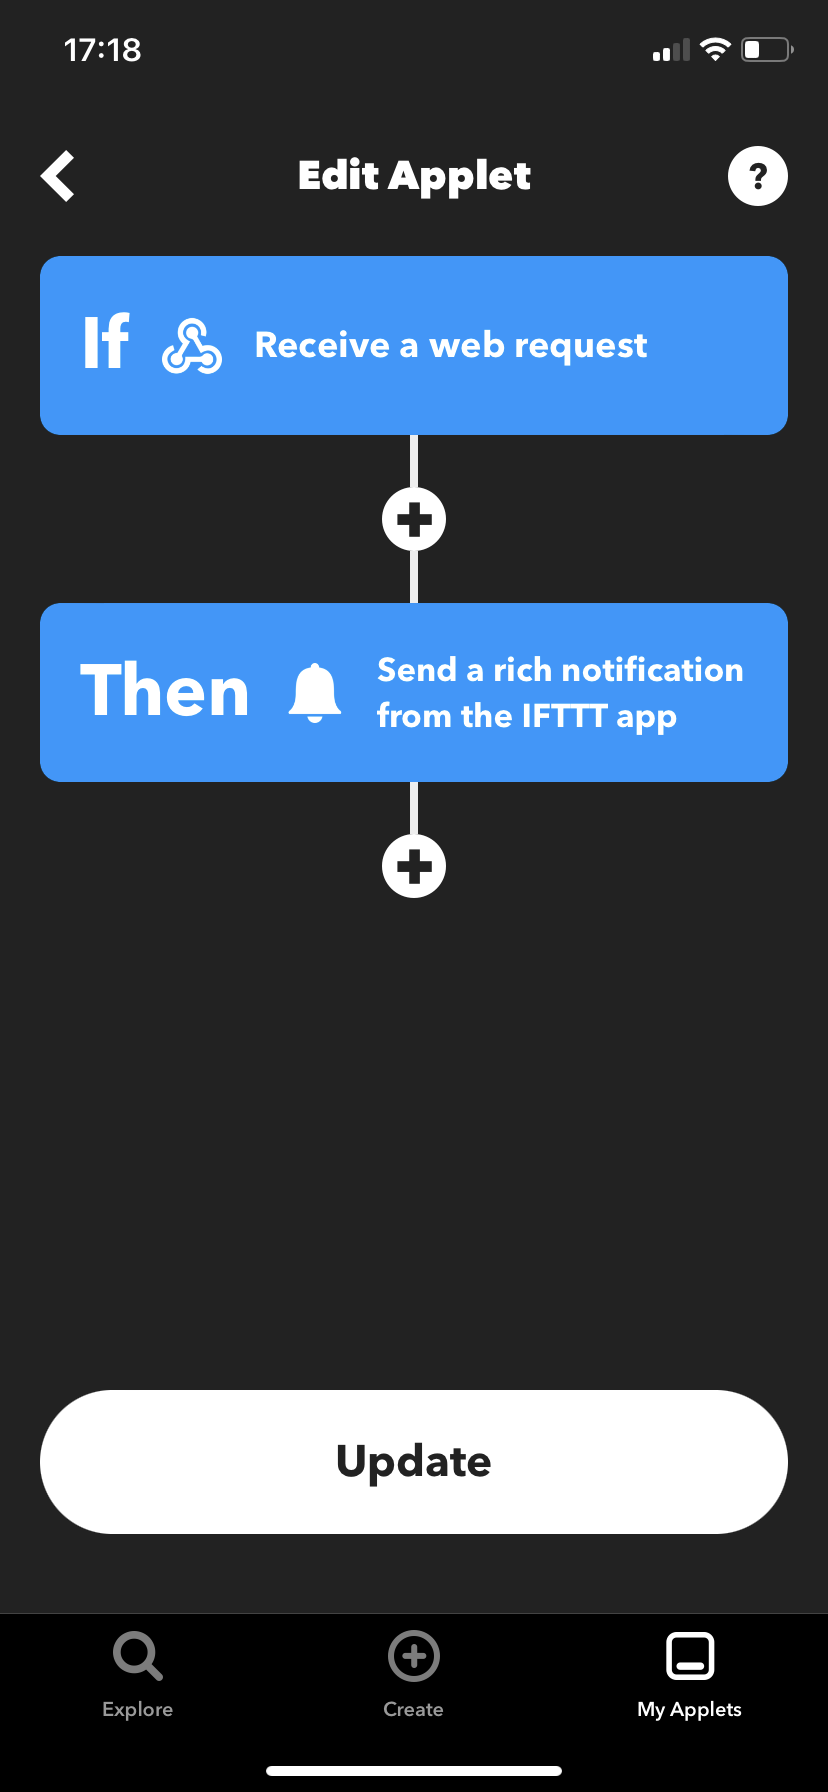 17:18
Edit Applet
?
If Receive a web request
Then Send a rich notification
from the IFTTT app
Update
Explore Create My Applets